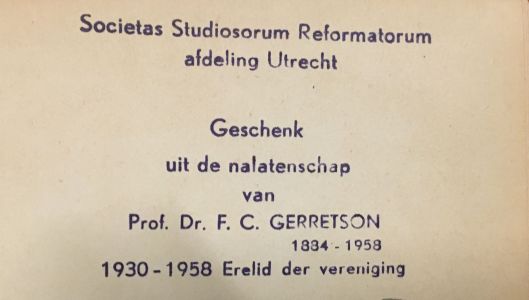 Societas Studiosorum Reformatorum
afdeling Utrecht
Geschenk
uit de nalatenschap
van
Prof. Dr. F. C. GERRETSON
1884 - 1958
1930 - 1958 Erelid der vereniging